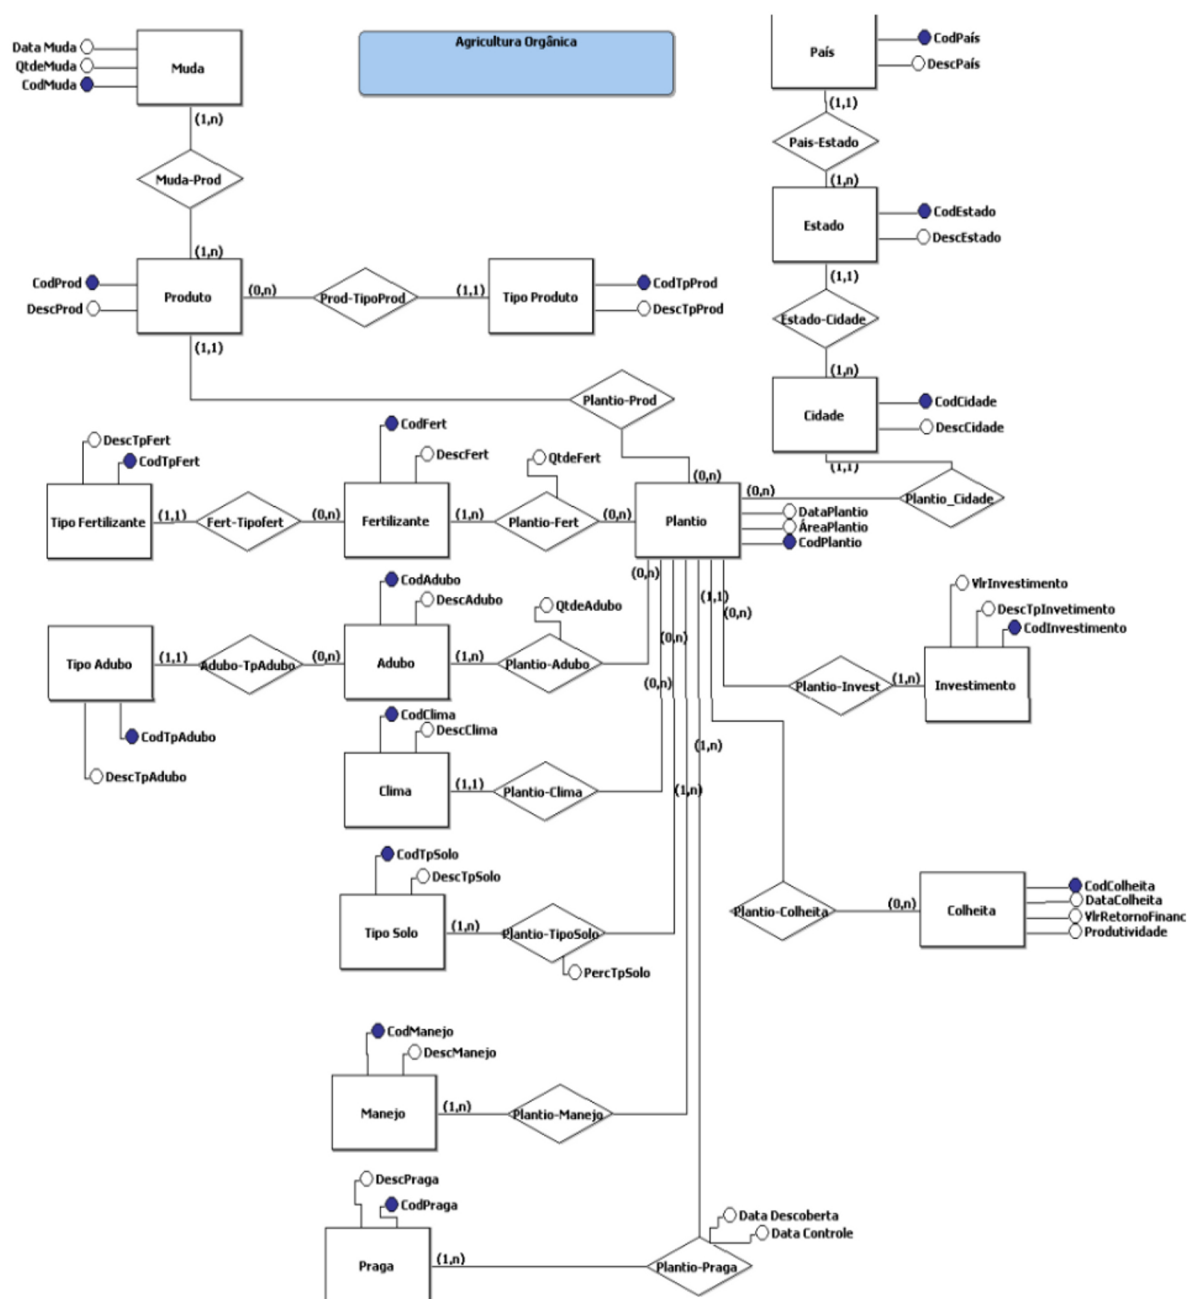 Agricultura Orgânica
Data Muda
QtdeMuda
CodMuda
Muda
(1,n)
Muda-Prod
(1,n)
CodProd
DescProd
Produto
(0,n)
Prod-TipoProd
(1,1)
Tipo Produto
CodTpProd
DescTpProd
(1,1)
Plantio-Prod
(0,n)
País
CodPaís
DescPaís
(1,1)
Pais-Estado
(1,n)
Estado
CodEstado
DescEstado
(1,1)
Estado-Cidade
(1,n)
Cidade
CodCidade
DescCidade
(1,1)
Plantio_Cidade
(0,n)
DescTpFert
CodTpFert
Tipo Fertilizante
(1,1)
Fert-Tipofert
(0,n)
CodFert
DescFert
Fertilizante
(1,n)
QtdeFert
Plantio-Fert
(0,n)
Plantio
DataPlantio
ÁreaPlantio
CodPlantio
(0,n)
(1,1)
(0,n)
(0,n)
(0,n)
(1,n)
(1,n)
Tipo Adubo
(1,1)
Adubo-TpAdubo
(0,n)
CodAdubo
DescAdubo
Adubo
(1,n)
QtdeAdubo
Plantio-Adubo
CodTpAdubo
DescTpAdubo
VlrInvestimento
DescTpInvetimento
CodInvestimento
Plantio-Invest
(1,n)
Investimento
CodClima
DescClima
Clima
(1,1)
Plantio-Clima
CodTpSolo
DescTpSolo
Tipo Solo
(1,n)
Plantio-TipoSolo
PercTpSolo
Plantio-Colheita
(0,n)
Colheita
CodColheita
DataColheita
VlrRetornoFinanc
Produtividade
CodManejo
DescManejo
Manejo
(1,n)
Plantio-Manejo
DescPraga
CodPraga
Praga
(1,n)
Plantio-Praga
Data Descoberta
Data Controle